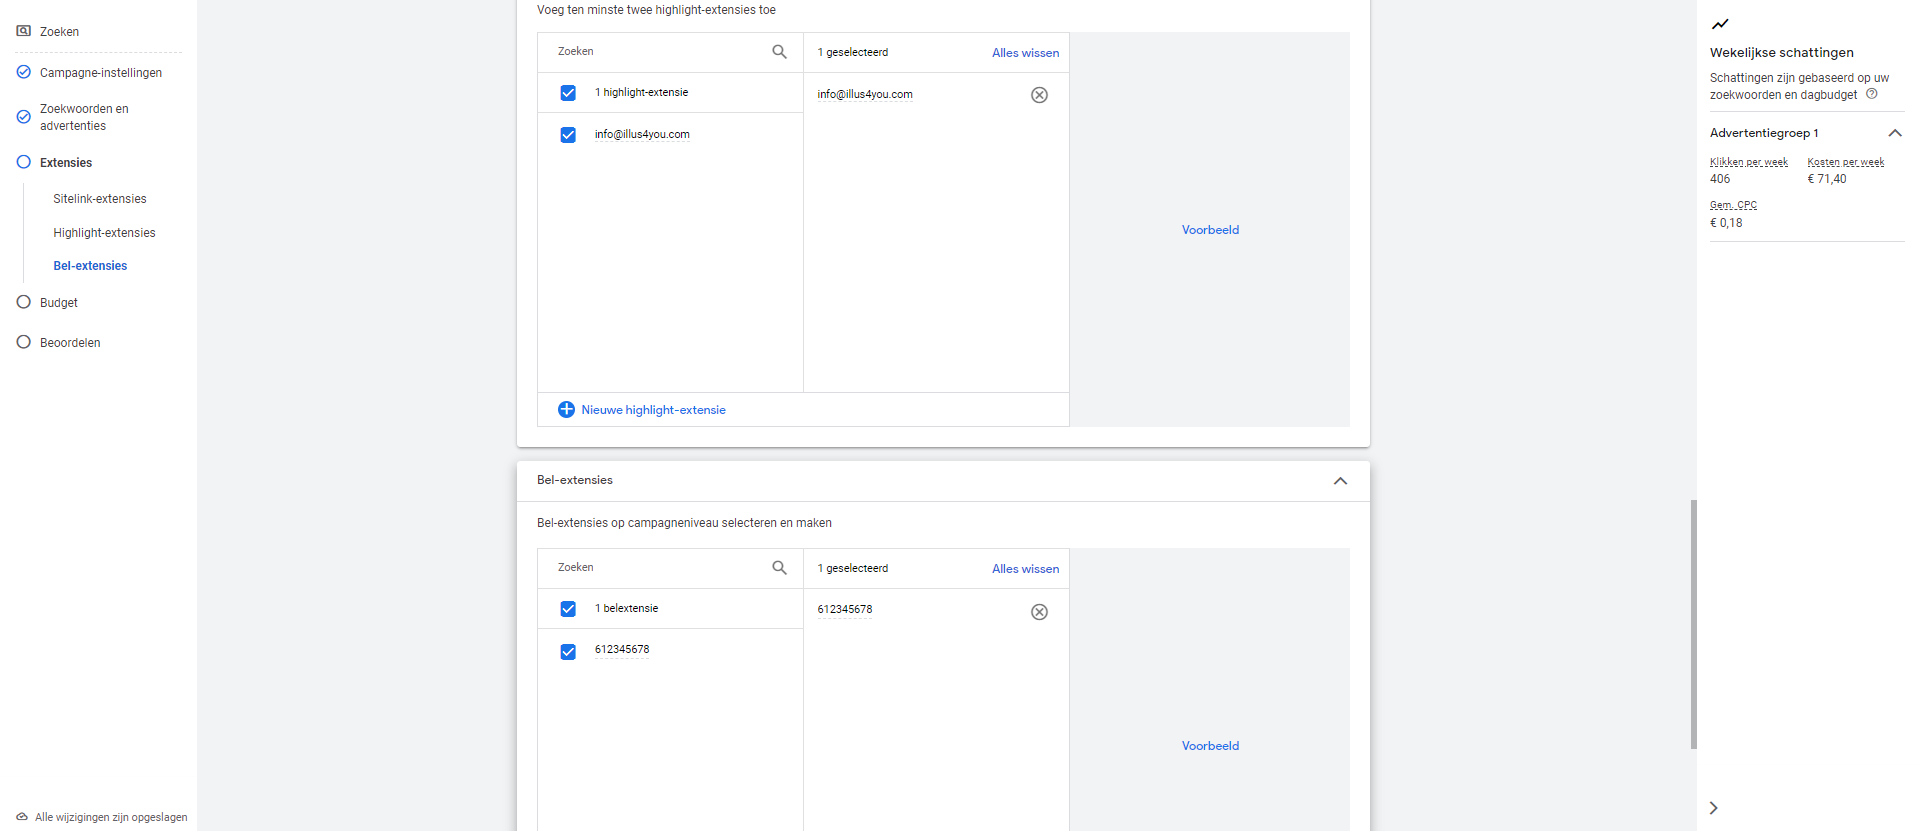 Zoeken
Campagne-instellingen
Zoekwoorden en
advertenties
Extensies
Sitelink-extensies
Highlight-extensies
Bel-extensies
Budget
Beoordelen
Alle wijzigingen zijn opgeslagen
Voeg ten minste twee highlight-extensies toe
Zoeken
1 geselecteerd
Alles wissen
1 highlight-extensie
info@illus4you.com
info@illus4you.com
Voorbeeld
Nieuwe highlight-extensie
Bel-extensies
Bel-extensies op campagneniveau selecteren en maken
Zoeken
1 geselecteerd
Alles wissen
1 belextensie
612345678
612345678
Voorbeeld
Wekelijkse schattingen
Schattingen zijn gebaseerd op uw
zoekwoorden en dagbudget
Advertentiegroep 1
Klikken per week Kosten per week
406 € 71,40
Gem. CPC
€ 0,18